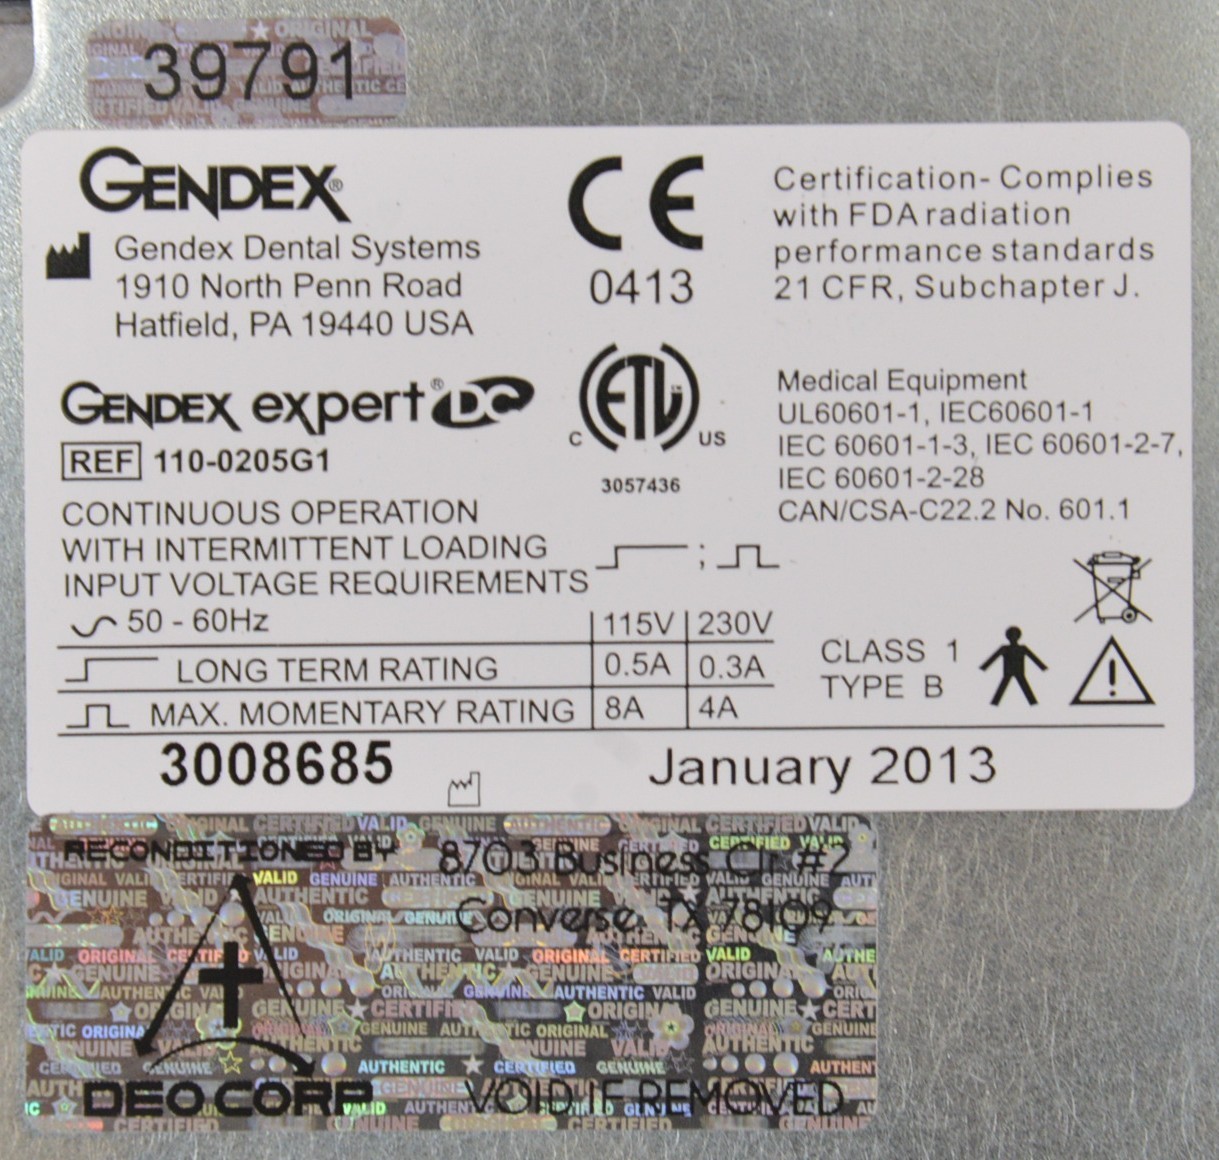 39791
GENDEX®
Gendex Dental Systems
1910 North Penn Road
Hatfield, PA 19440 USA
CE
0413
Certification- Complies
with FDA radiation
performance standards
21 CFR, Subchapter J.
GENDEX expert® DC
REF 110-0205G1
C ETL US
3057436
Medical Equipment
UL60601-1, IEC60601-1
IEC 60601-1-3, IEC 60601-2-7,
IEC 60601-2-28
CAN/CSA-C22.2 No. 601.1
CONTINUOUS OPERATION
WITH INTERMITTENT LOADING ;
INPUT VOLTAGE REQUIREMENTS
50 - 60Hz 115V 230V
LONG TERM RATING 0.5A 0.3A
MAX. MOMENTARY RATING 8A 4A
CLASS 1
TYPE B
3008685
January 2013
RECONDITIONED BY
8703 Business Cir #2
Converse, TX 78109
DEO CORP
VOID IF REMOVED